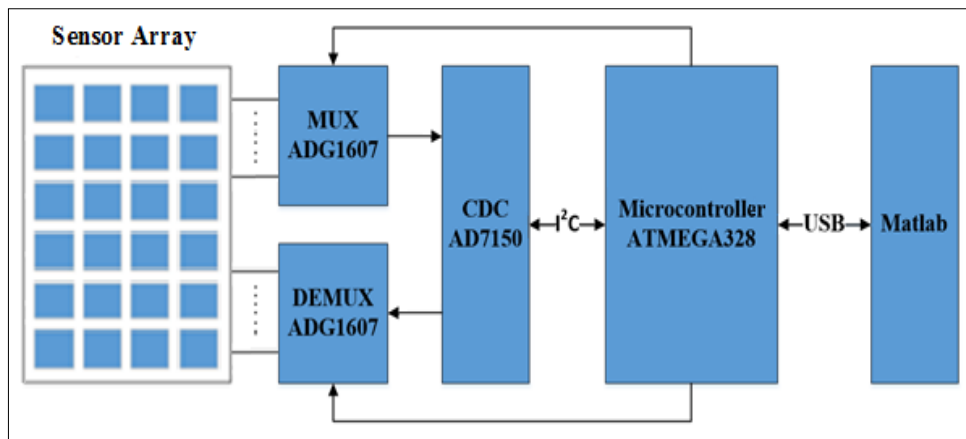 Sensor Array
MUX
ADG1607
DEMUX
ADG1607
CDC
AD7150
I²C
Microcontroller
ATMEGA328
USB
Matlab